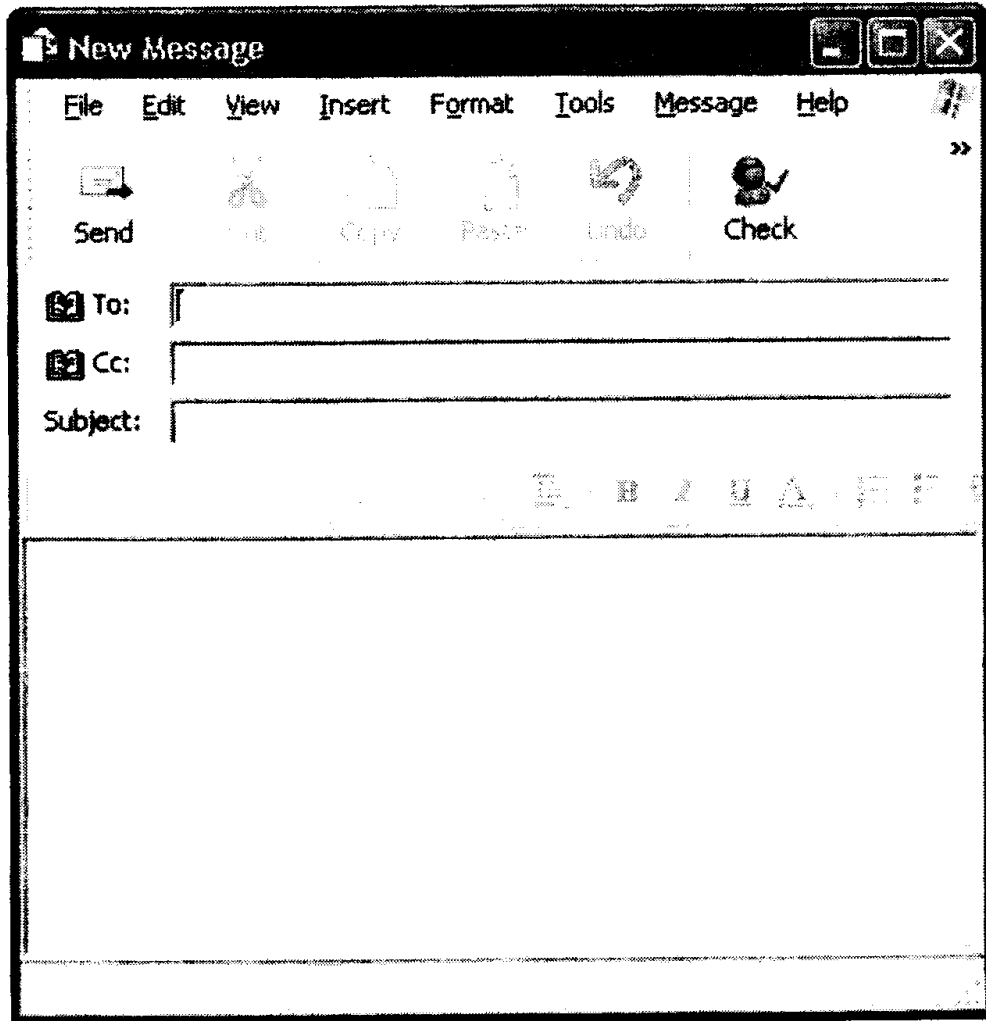 New Message
File Edit View Insert Format Tools Message Help
»
Send Copy Paste Undo Check
To:
Cc:
Subject:
B I U A